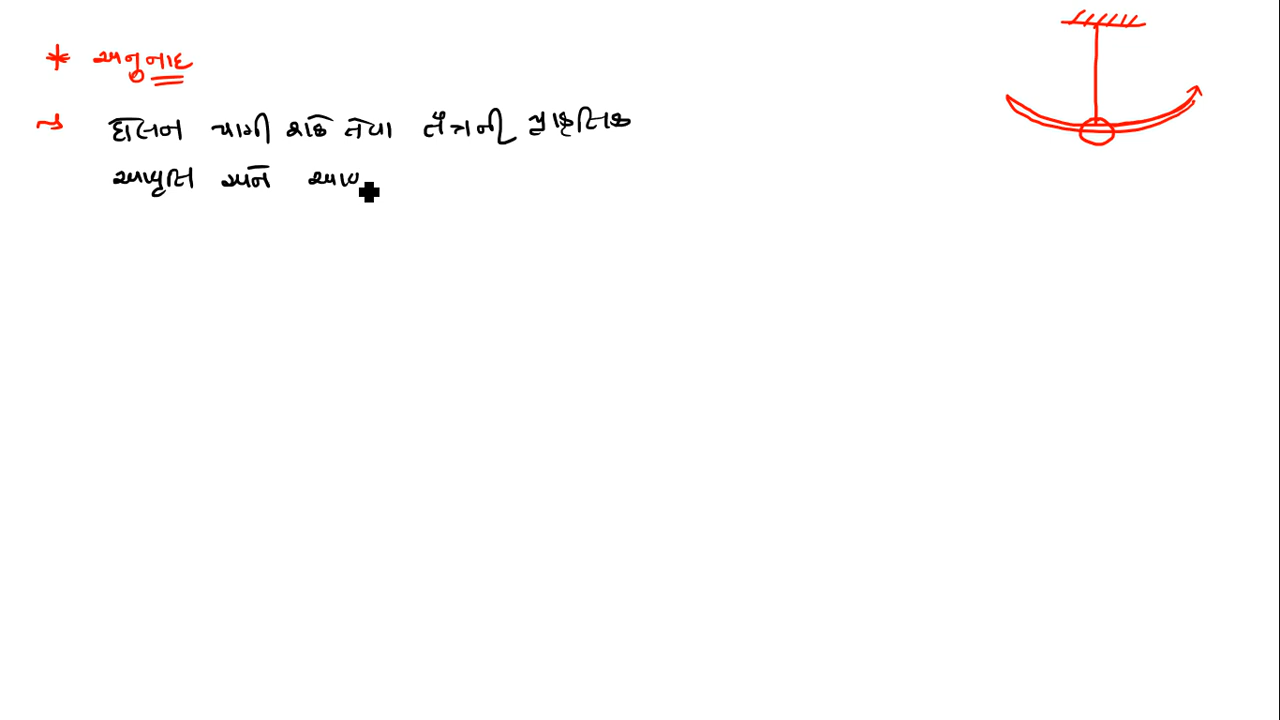 * અનુનાદ
→ દોલન પામી શકે તેવા તંત્રની પ્રાકૃતિક
આવૃત્તિ અને આવ